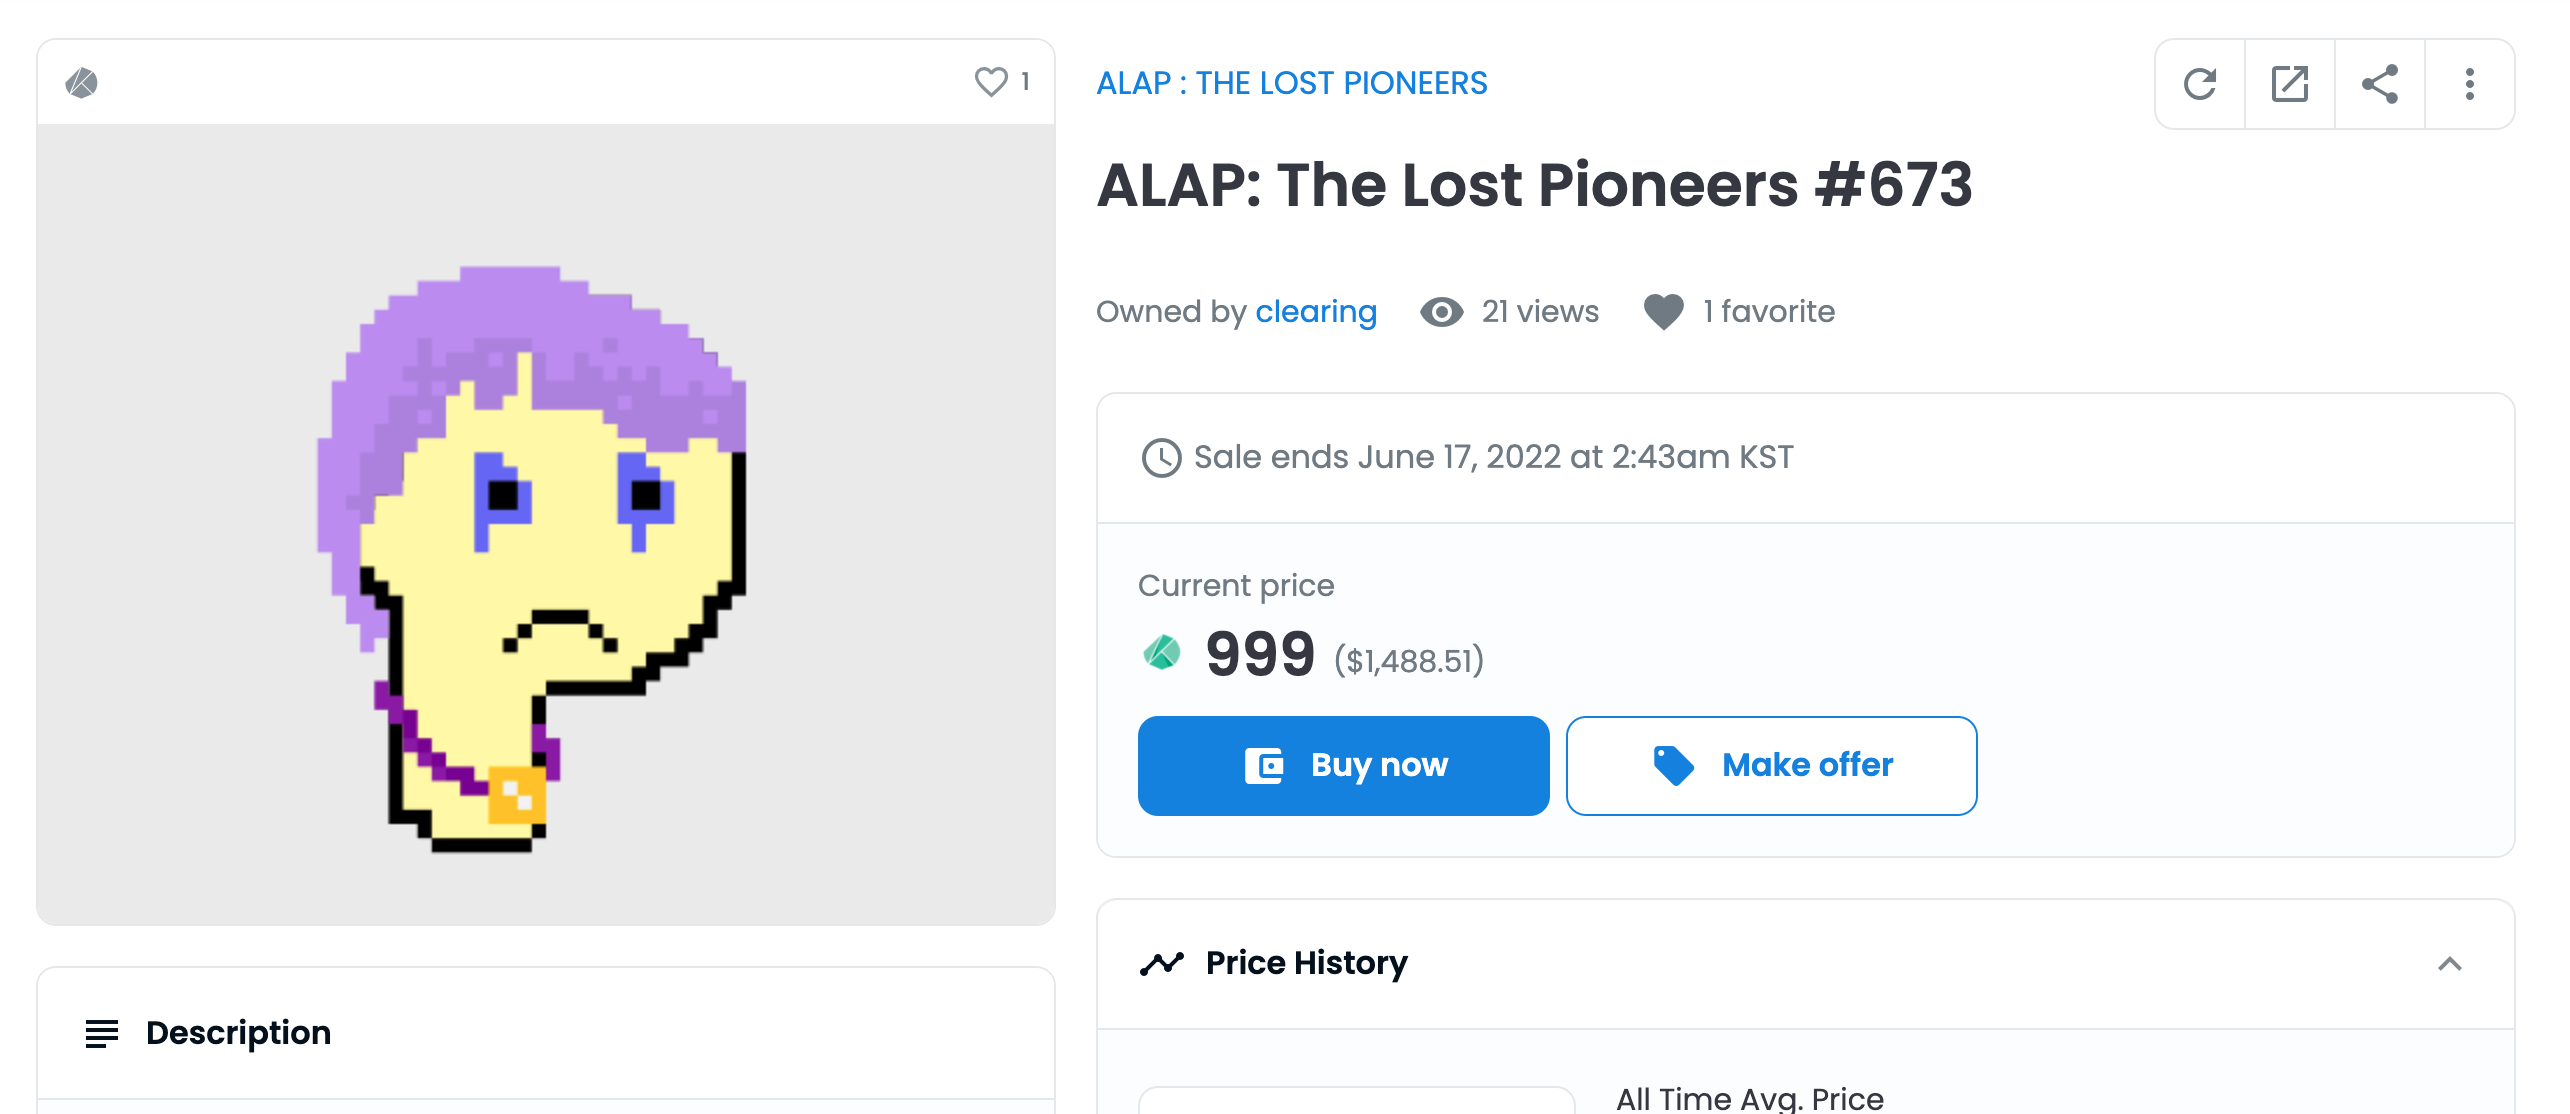 1
ALAP : THE LOST PIONEERS
ALAP: The Lost Pioneers #673
Owned by clearing 21 views 1 favorite
Sale ends June 17, 2022 at 2:43am KST
Current price
999 ($1,488.51)
Buy now Make offer
Price History
Description
All Time Avg. Price